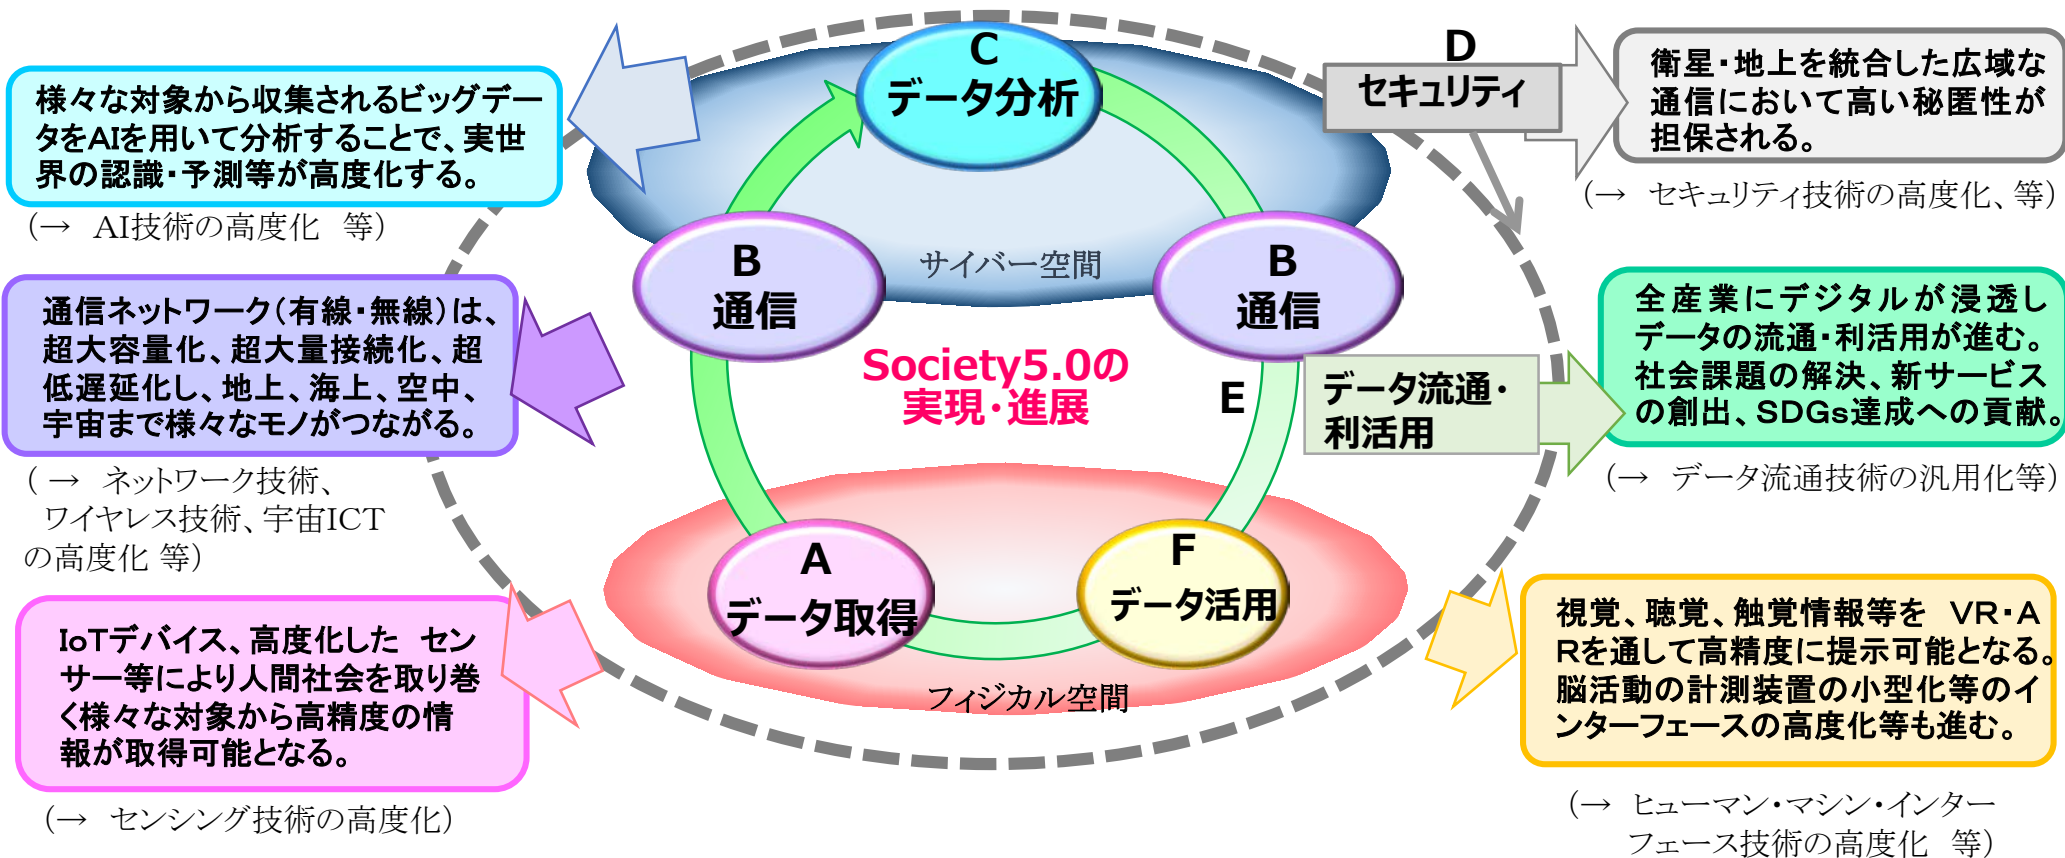 C
データ分析
D
セキュリティ
衛星・地上を統合した広域な
通信において高い秘匿性が
担保される。
(→ セキュリティ技術の高度化、等)
様々な対象から収集されるビッグデー
タをAIを用いて分析することで、実世
界の認識・予測等が高度化する。
(→ AI技術の高度化 等)
B
通信
サイバー空間
B
通信
通信ネットワーク(有線・無線)は、
超大容量化、超大量接続化、超
低遅延化し、地上、海上、空中、
宇宙まで様々なモノがつながる。
( → ネットワーク技術、
ワイヤレス技術、宇宙ICT
の高度化 等)
Society5.0の
実現・進展
E
データ流通・
利活用
全産業にデジタルが浸透し
データの流通・利活用が進む。
社会課題の解決、新サービス
の創出、SDGs達成への貢献。
(→ データ流通技術の汎用化等)
A
データ取得
F
データ活用
フィジカル空間
IoTデバイス、高度化した セン
サー等により人間社会を取り巻
く様々な対象から高精度の情
報が取得可能となる。
(→ センシング技術の高度化)
視覚、聴覚、触覚情報等を VR・A
Rを通して高精度に提示可能となる。
脳活動の計測装置の小型化等のイ
ンターフェースの高度化等も進む。
(→ ヒューマン・マシン・インター
フェース技術の高度化 等)